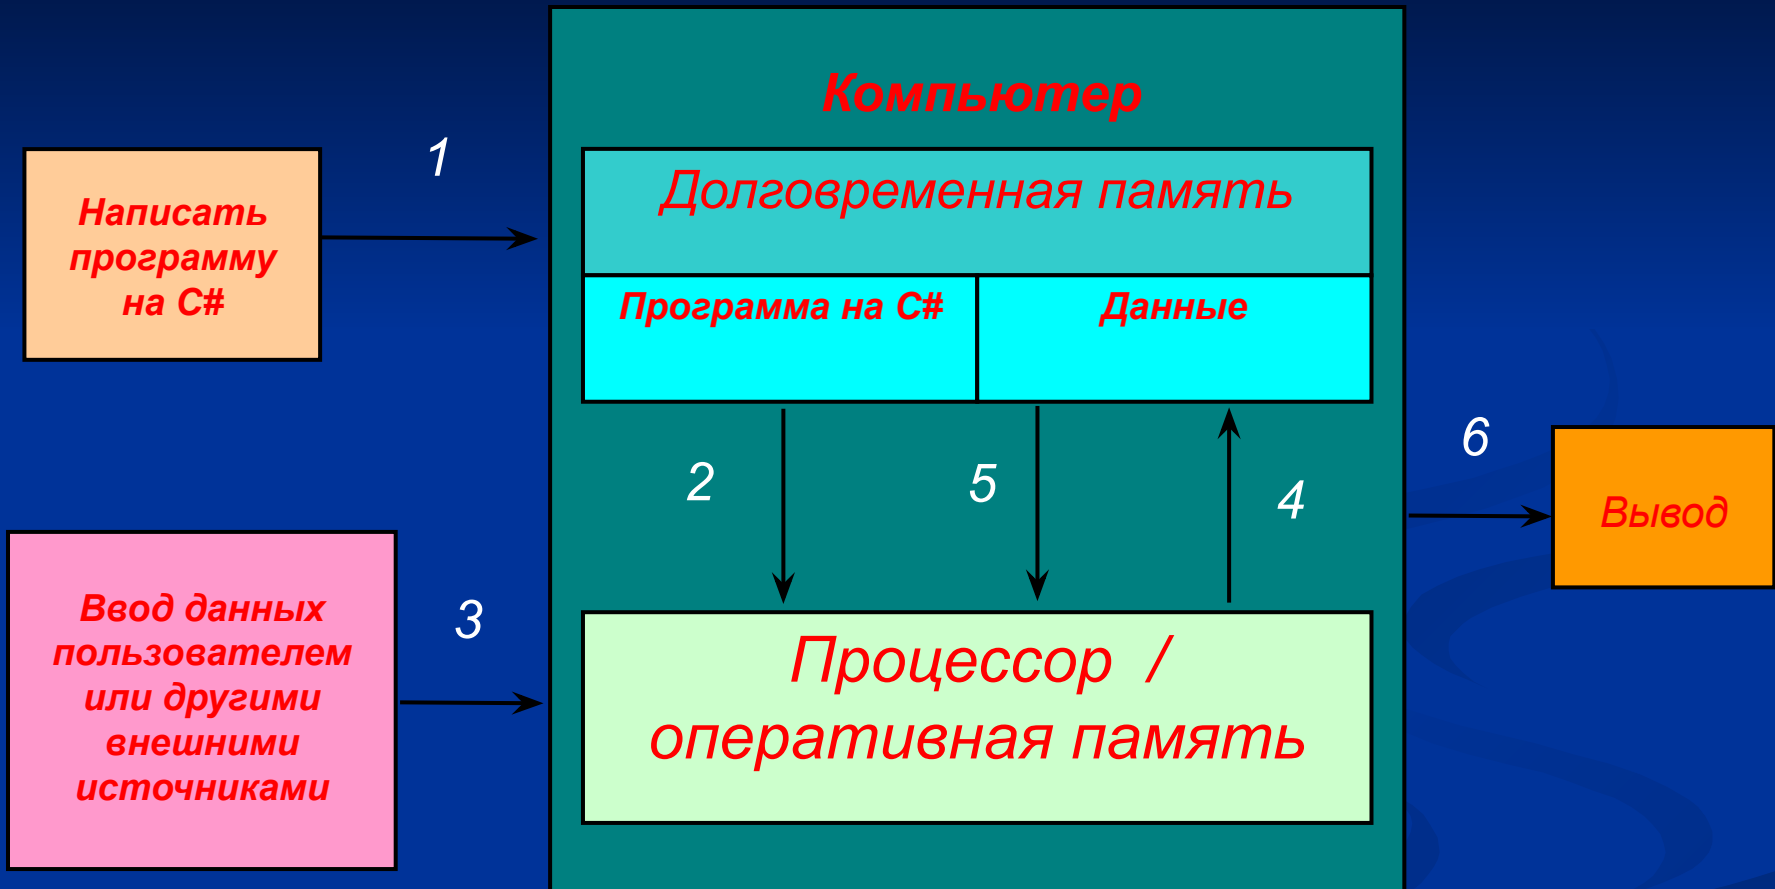 Компьютер
1
Написать
программу
на C#
Долговременная память
Программа на C#
Данные
2
5
4
6
Вывод
3
Ввод данных
пользователем
или другими
внешними
источниками
Процессор /
оперативная память